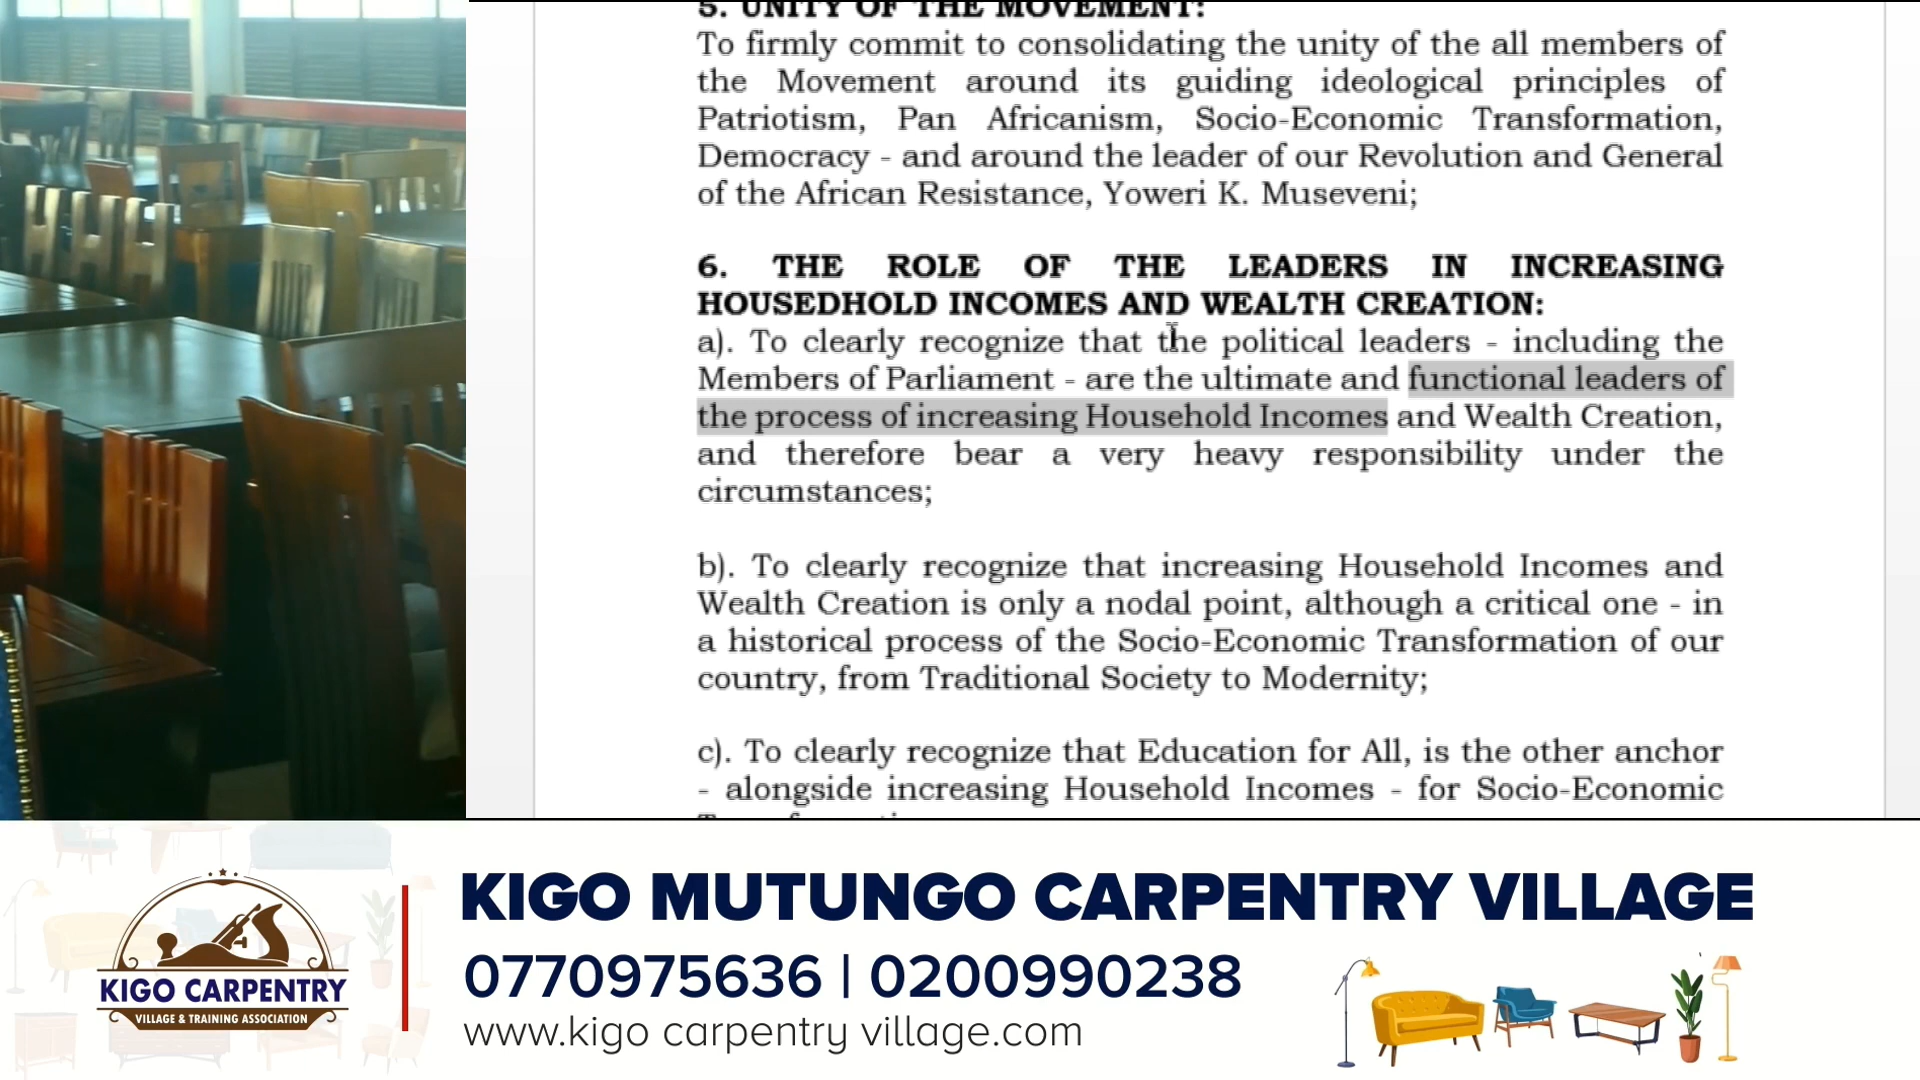 5. UNITY OF THE MOVEMENT:
To firmly commit to consolidating the unity of the all members of
the Movement around its guiding ideological principles of
Patriotism, Pan Africanism, Socio-Economic Transformation,
Democracy - and around the leader of our Revolution and General
of the African Resistance, Yoweri K. Museveni;
6. THE ROLE OF THE LEADERS IN INCREASING
HOUSEDHOLD INCOMES AND WEALTH CREATION:
a). To clearly recognize that the political leaders - including the
Members of Parliament - are the ultimate and functional leaders of
the process of increasing Household Incomes and Wealth Creation,
and therefore bear a very heavy responsibility under the
circumstances;
b). To clearly recognize that increasing Household Incomes and
Wealth Creation is only a nodal point, although a critical one - in
a historical process of the Socio-Economic Transformation of our
country, from Traditional Society to Modernity;
c). To clearly recognize that Education for All, is the other anchor
- alongside increasing Household Incomes - for Socio-Economic
KIGO CARPENTRY
VILLAGE & TRAINING ASSOCIATION
KIGO MUTUNGO CARPENTRY VILLAGE
0770975636 | 0200990238
www.kigo carpentry village.com